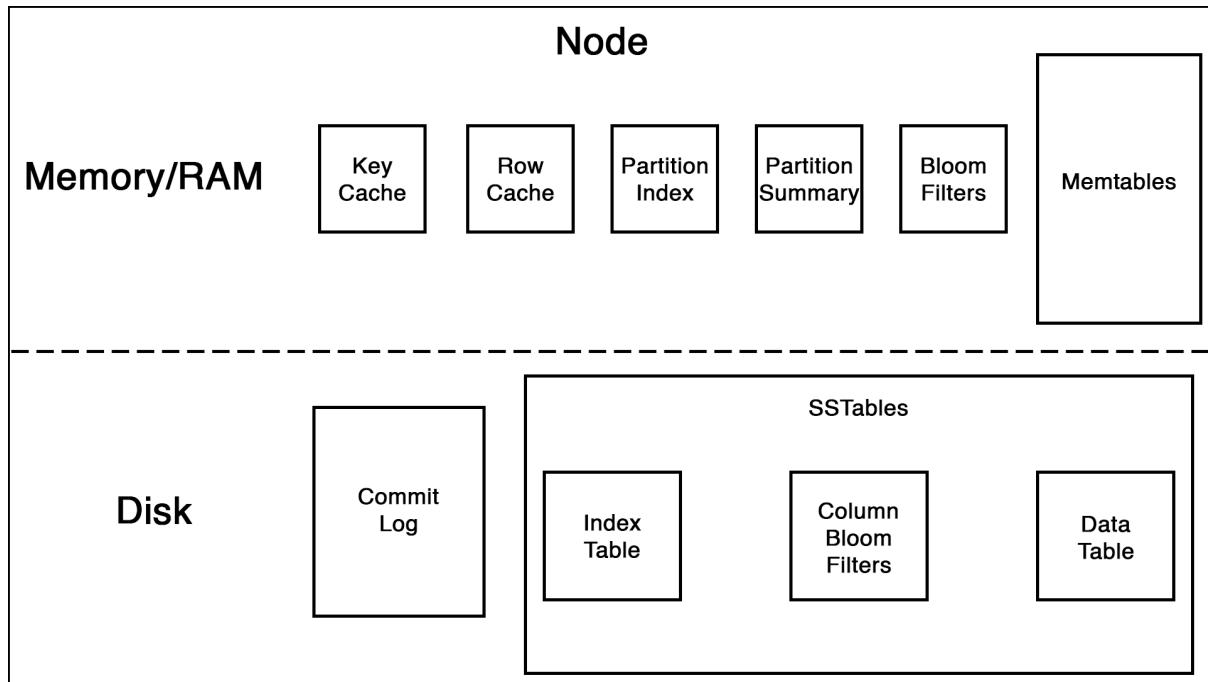 Node
Memory/RAM
Key
Cache
Row
Cache
Partition
Index
Partition
Summary
Bloom
Filters
Memtables
Disk
Commit
Log
SSTables
Index
Table
Column
Bloom
Filters
Data
Table